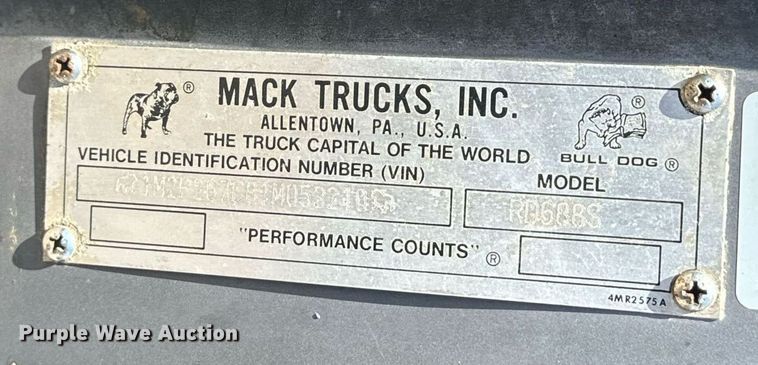 MACK TRUCKS, INC.
ALLENTOWN, PA., U.S.A.
THE TRUCK CAPITAL OF THE WORLD
BULL DOG ®
VEHICLE IDENTIFICATION NUMBER (VIN)
MODEL
RD688S
"PERFORMANCE COUNTS" ®
4MR2575A
Purple Wave Auction